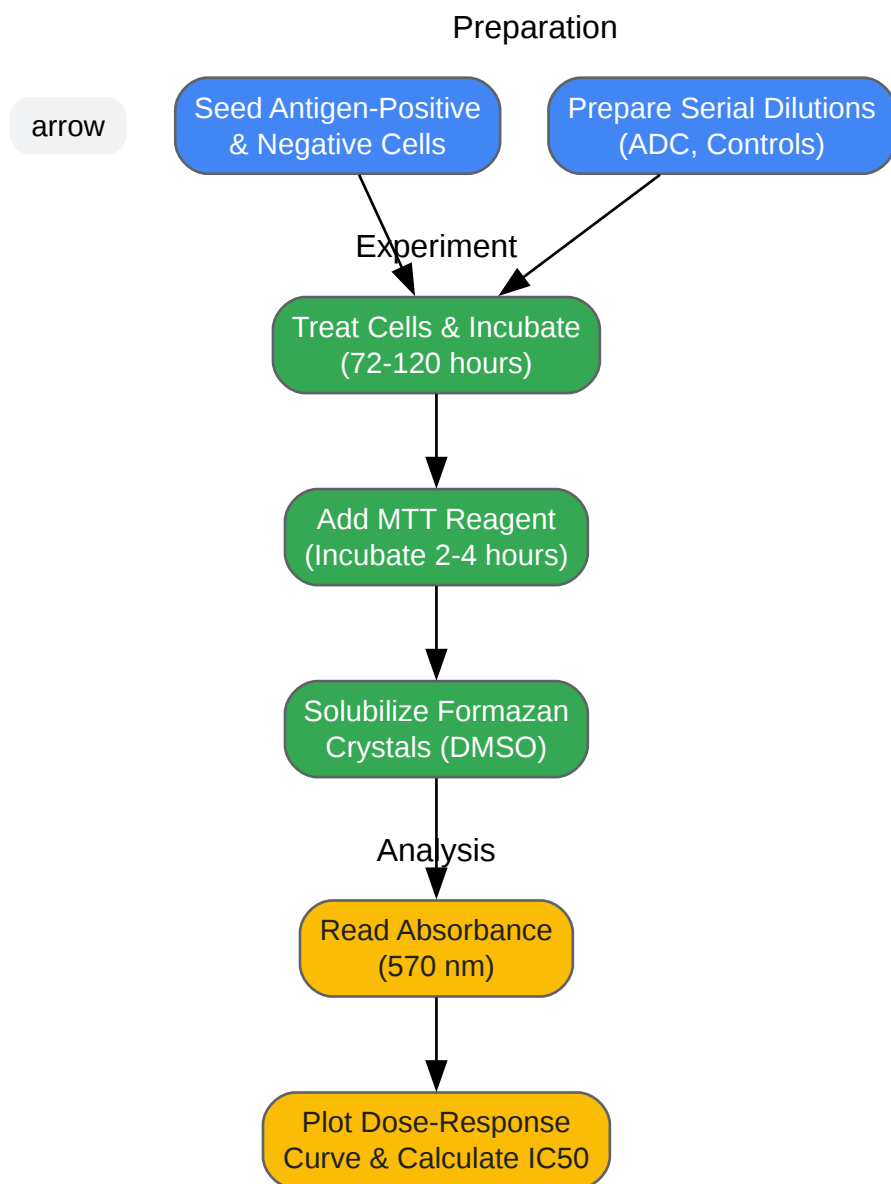 Preparation
arrow
Seed Antigen-Positive
& Negative Cells
Prepare Serial Dilutions
(ADC, Controls)
Experiment
Treat Cells & Incubate
(72-120 hours)
Add MTT Reagent
(Incubate 2-4 hours)
Solubilize Formazan
Crystals (DMSO)
Analysis
Read Absorbance
(570 nm)
Plot Dose-Response
Curve & Calculate IC50